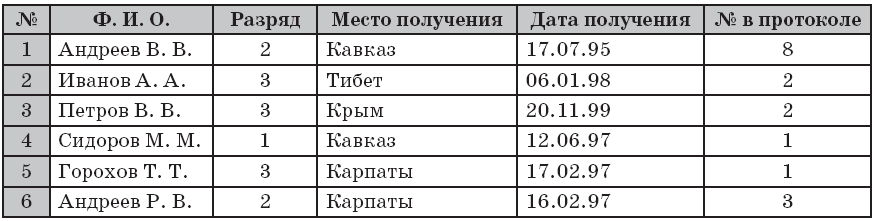 № Ф. И. О. Разряд Место получения Дата получения № в протоколе
1 Андреев В. В. 2 Кавказ 17.07.95 8
2 Иванов А. А. 3 Тибет 06.01.98 2
3 Петров В. В. 3 Крым 20.11.99 2
4 Сидоров М. М. 1 Кавказ 12.06.97 1
5 Горохов Т. Т. 3 Карпаты 17.02.97 1
6 Андреев Р. В. 2 Карпаты 16.02.97 3